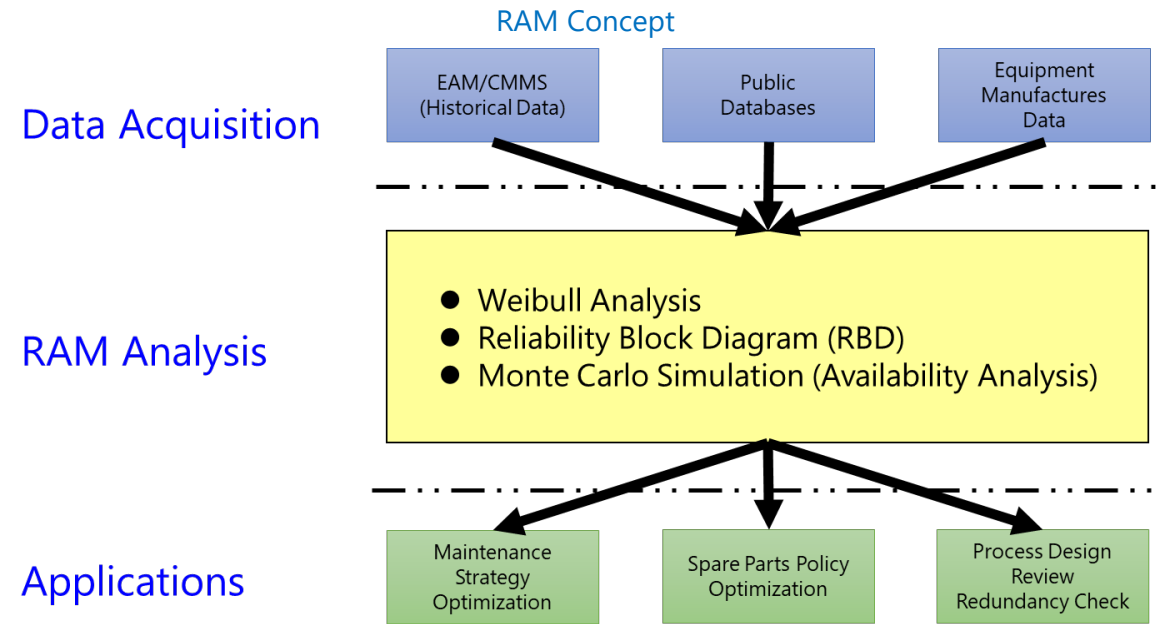 RAM Concept
Data Acquisition
EAM/CMMS
(Historical Data)
Public
Databases
Equipment
Manufactures
Data
RAM Analysis
● Weibull Analysis
● Reliability Block Diagram (RBD)
● Monte Carlo Simulation (Availability Analysis)
Applications
Maintenance
Strategy
Optimization
Spare Parts Policy
Optimization
Process Design
Review
Redundancy Check